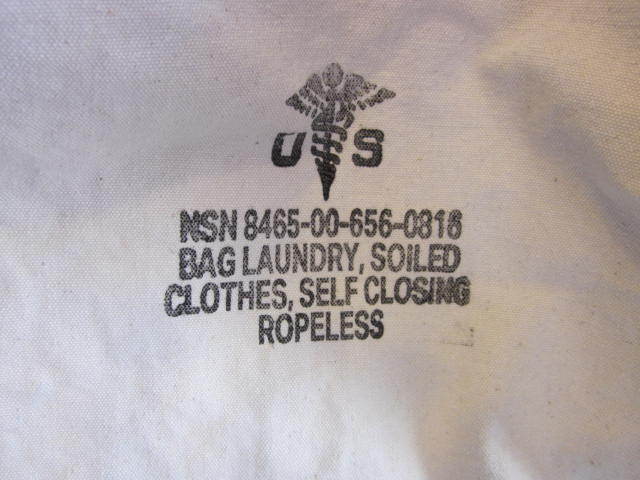 U S
NSN 8465-00-656-0816
BAG LAUNDRY, SOILED
CLOTHES, SELF CLOSING
ROPELESS